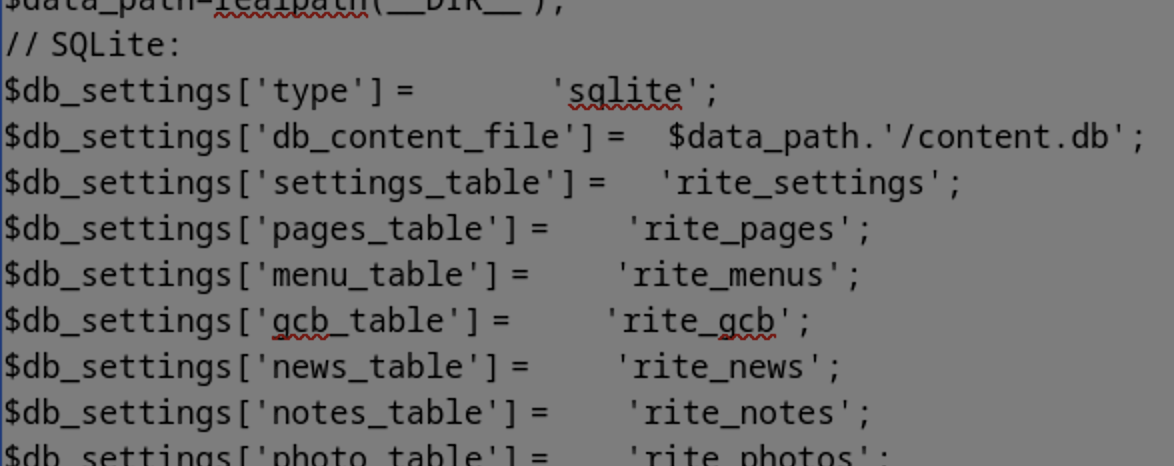 $data_path=realpath(__DIR__);
// SQLite:
$db_settings['type'] = 'sqlite';
$db_settings['db_content_file'] = $data_path.'/content.db';
$db_settings['settings_table'] = 'rite_settings';
$db_settings['pages_table'] = 'rite_pages';
$db_settings['menu_table'] = 'rite_menus';
$db_settings['gcb_table'] = 'rite_gcb';
$db_settings['news_table'] = 'rite_news';
$db_settings['notes_table'] = 'rite_notes';
$db_settings['photo_table'] = 'rite_photos';